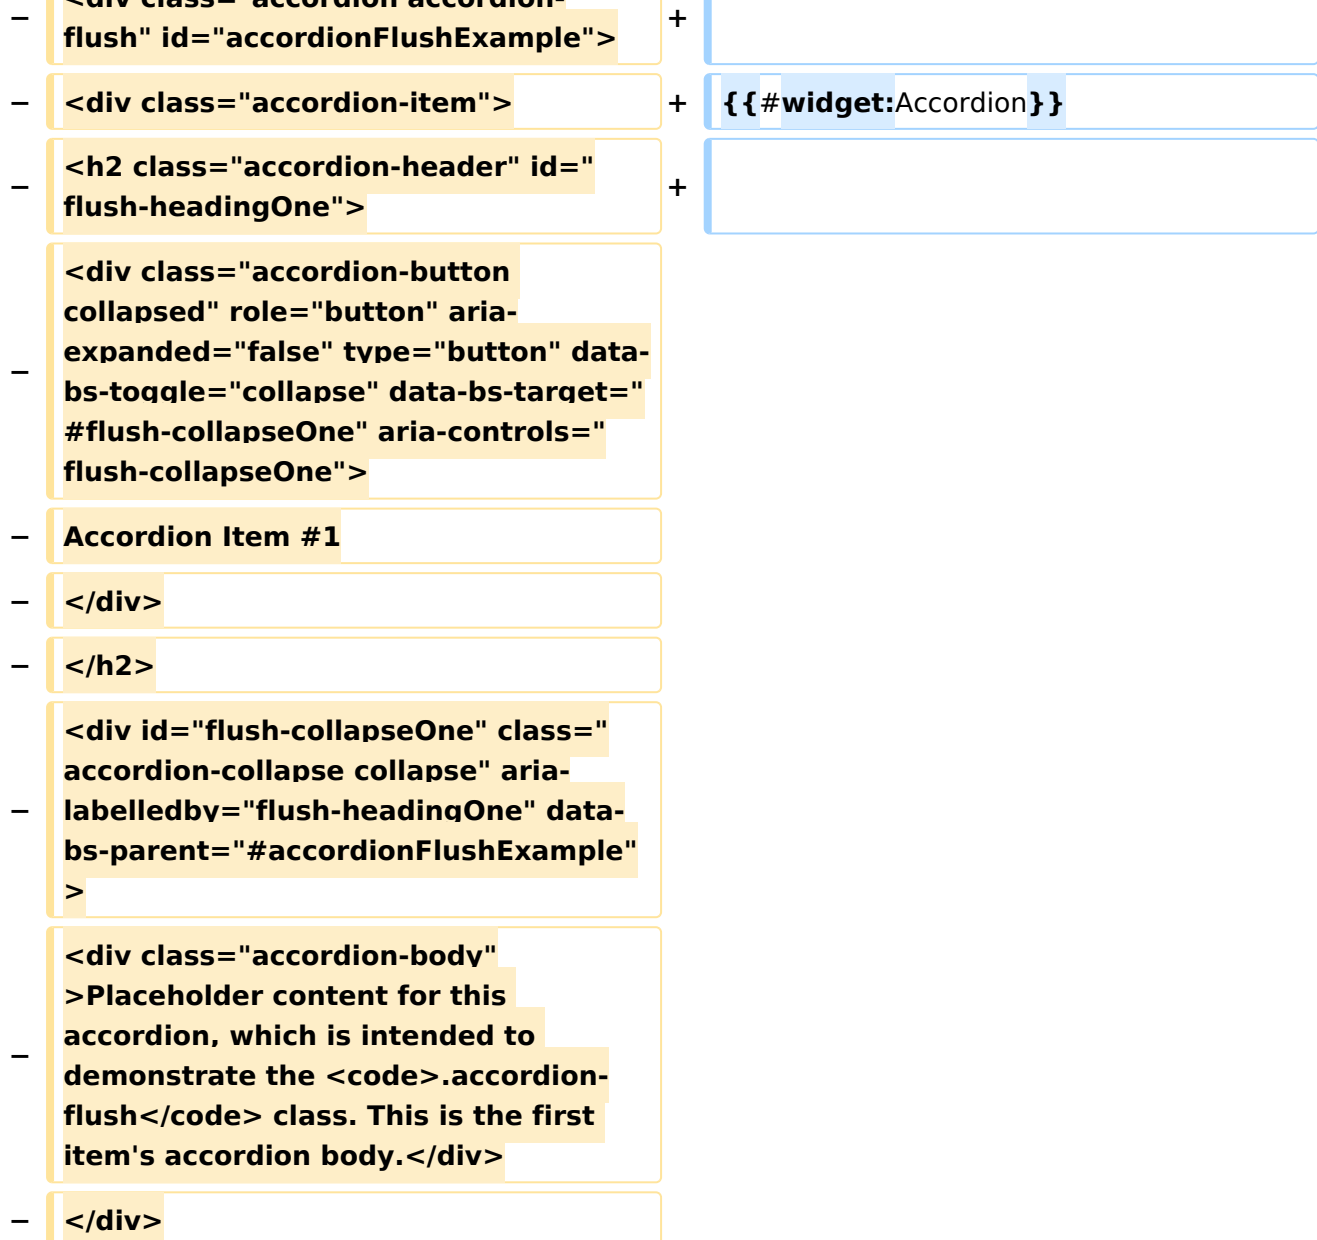 − <div class="accordion accordion- +
flush" id="accordionFlushExample">
− <div class="accordion-item"> + {{#widget:Accordion}}
<h2 class="accordion-header" id="
− +
flush-headingOne">
<div class="accordion-button
collapsed" role="button" aria-
expanded="false" type="button" data-
−
bs-toggle="collapse" data-bs-target="
#flush-collapseOne" aria-controls="
flush-collapseOne">
− Accordion Item #1
− </div>
− </h2>
<div id="flush-collapseOne" class="
accordion-collapse collapse" aria-
− labelledby="flush-headingOne" data-
bs-parent="#accordionFlushExample"
>
<div class="accordion-body"
>Placeholder content for this
accordion, which is intended to
−
demonstrate the <code>.accordion-
flush</code> class. This is the first
item's accordion body.</div>
− </div>